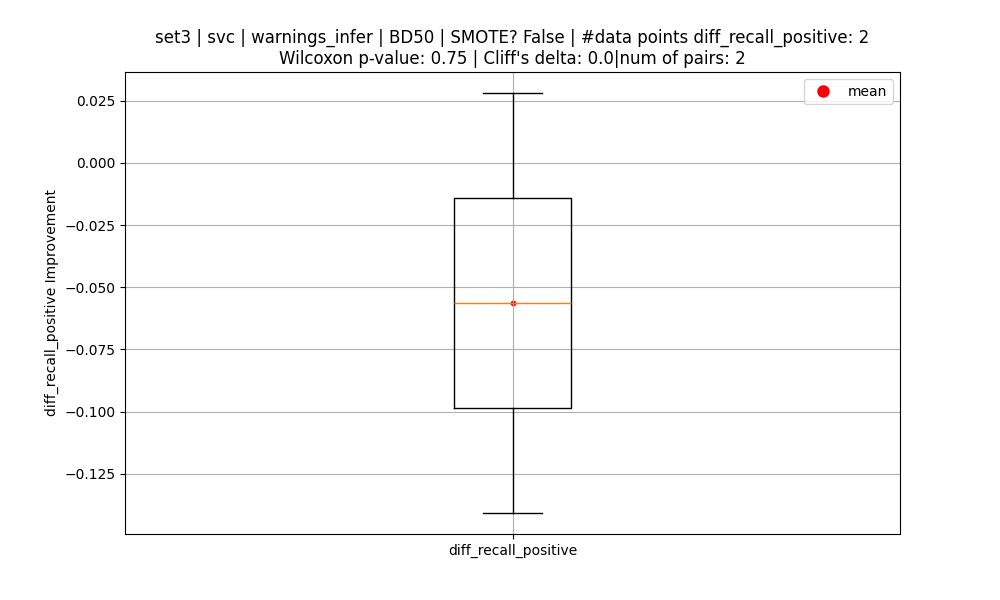 set3 | svc | warnings_infer | BD50 | SMOTE? False | #data points diff_recall_positive: 2
Wilcoxon p-value: 0.75 | Cliff's delta: 0.0|num of pairs: 2
mean
0.025
0.000
−0.025
−0.050
−0.075
−0.100
−0.125
diff_recall_positive Improvement
diff_recall_positive